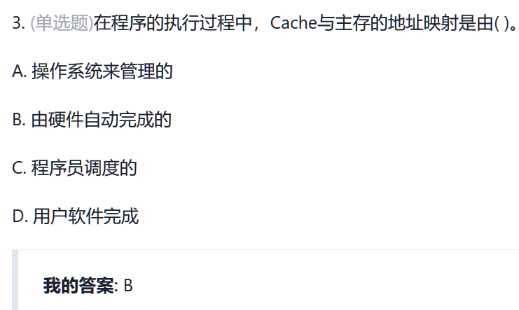 3. (单选题)在程序的执行过程中，Cache与主存的地址映射是由( )。
A. 操作系统来管理的
B. 由硬件自动完成的
C. 程序员调度的
D. 用户软件完成
我的答案: B